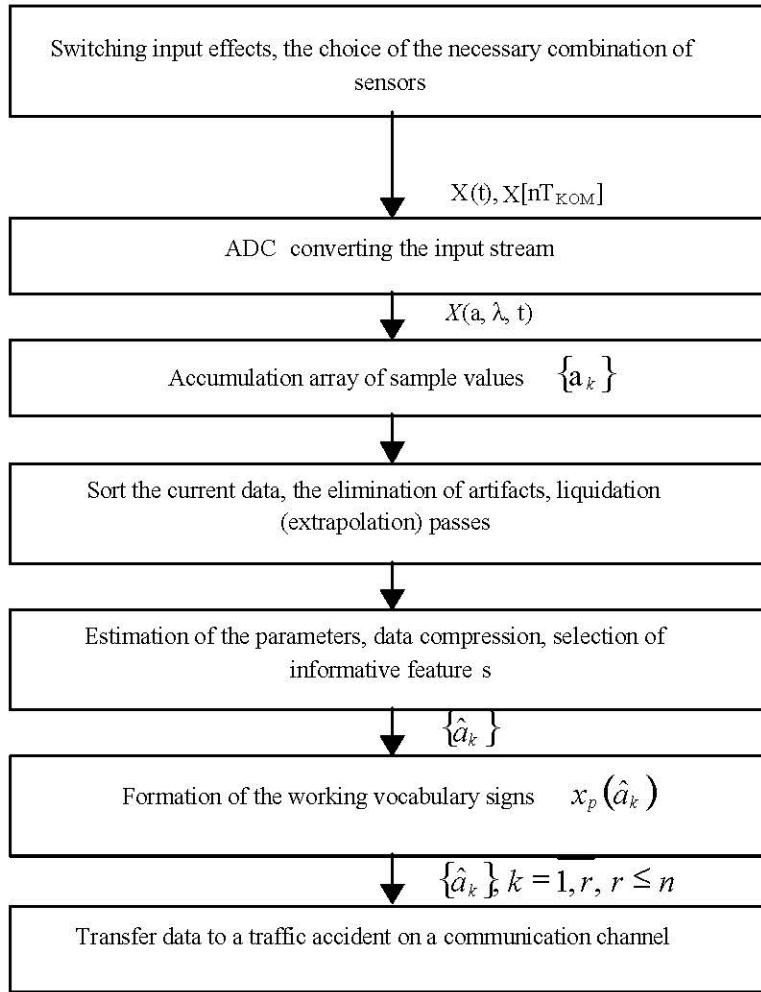 Switching input effects, the choice of the necessary combination of
sensors
X(t), X[nT_KOM]
ADC converting the input stream
X(a, λ, t)
Accumulation array of sample values {a_k}
Sort the current data, the elimination of artifacts, liquidation
(extrapolation) passes
Estimation of the parameters, data compression, selection of
informative feature s
{â_k}
Formation of the working vocabulary signs x_p(â_k)
{â_k}, k = 1,r, r ≤ n
Transfer data to a traffic accident on a communication channel